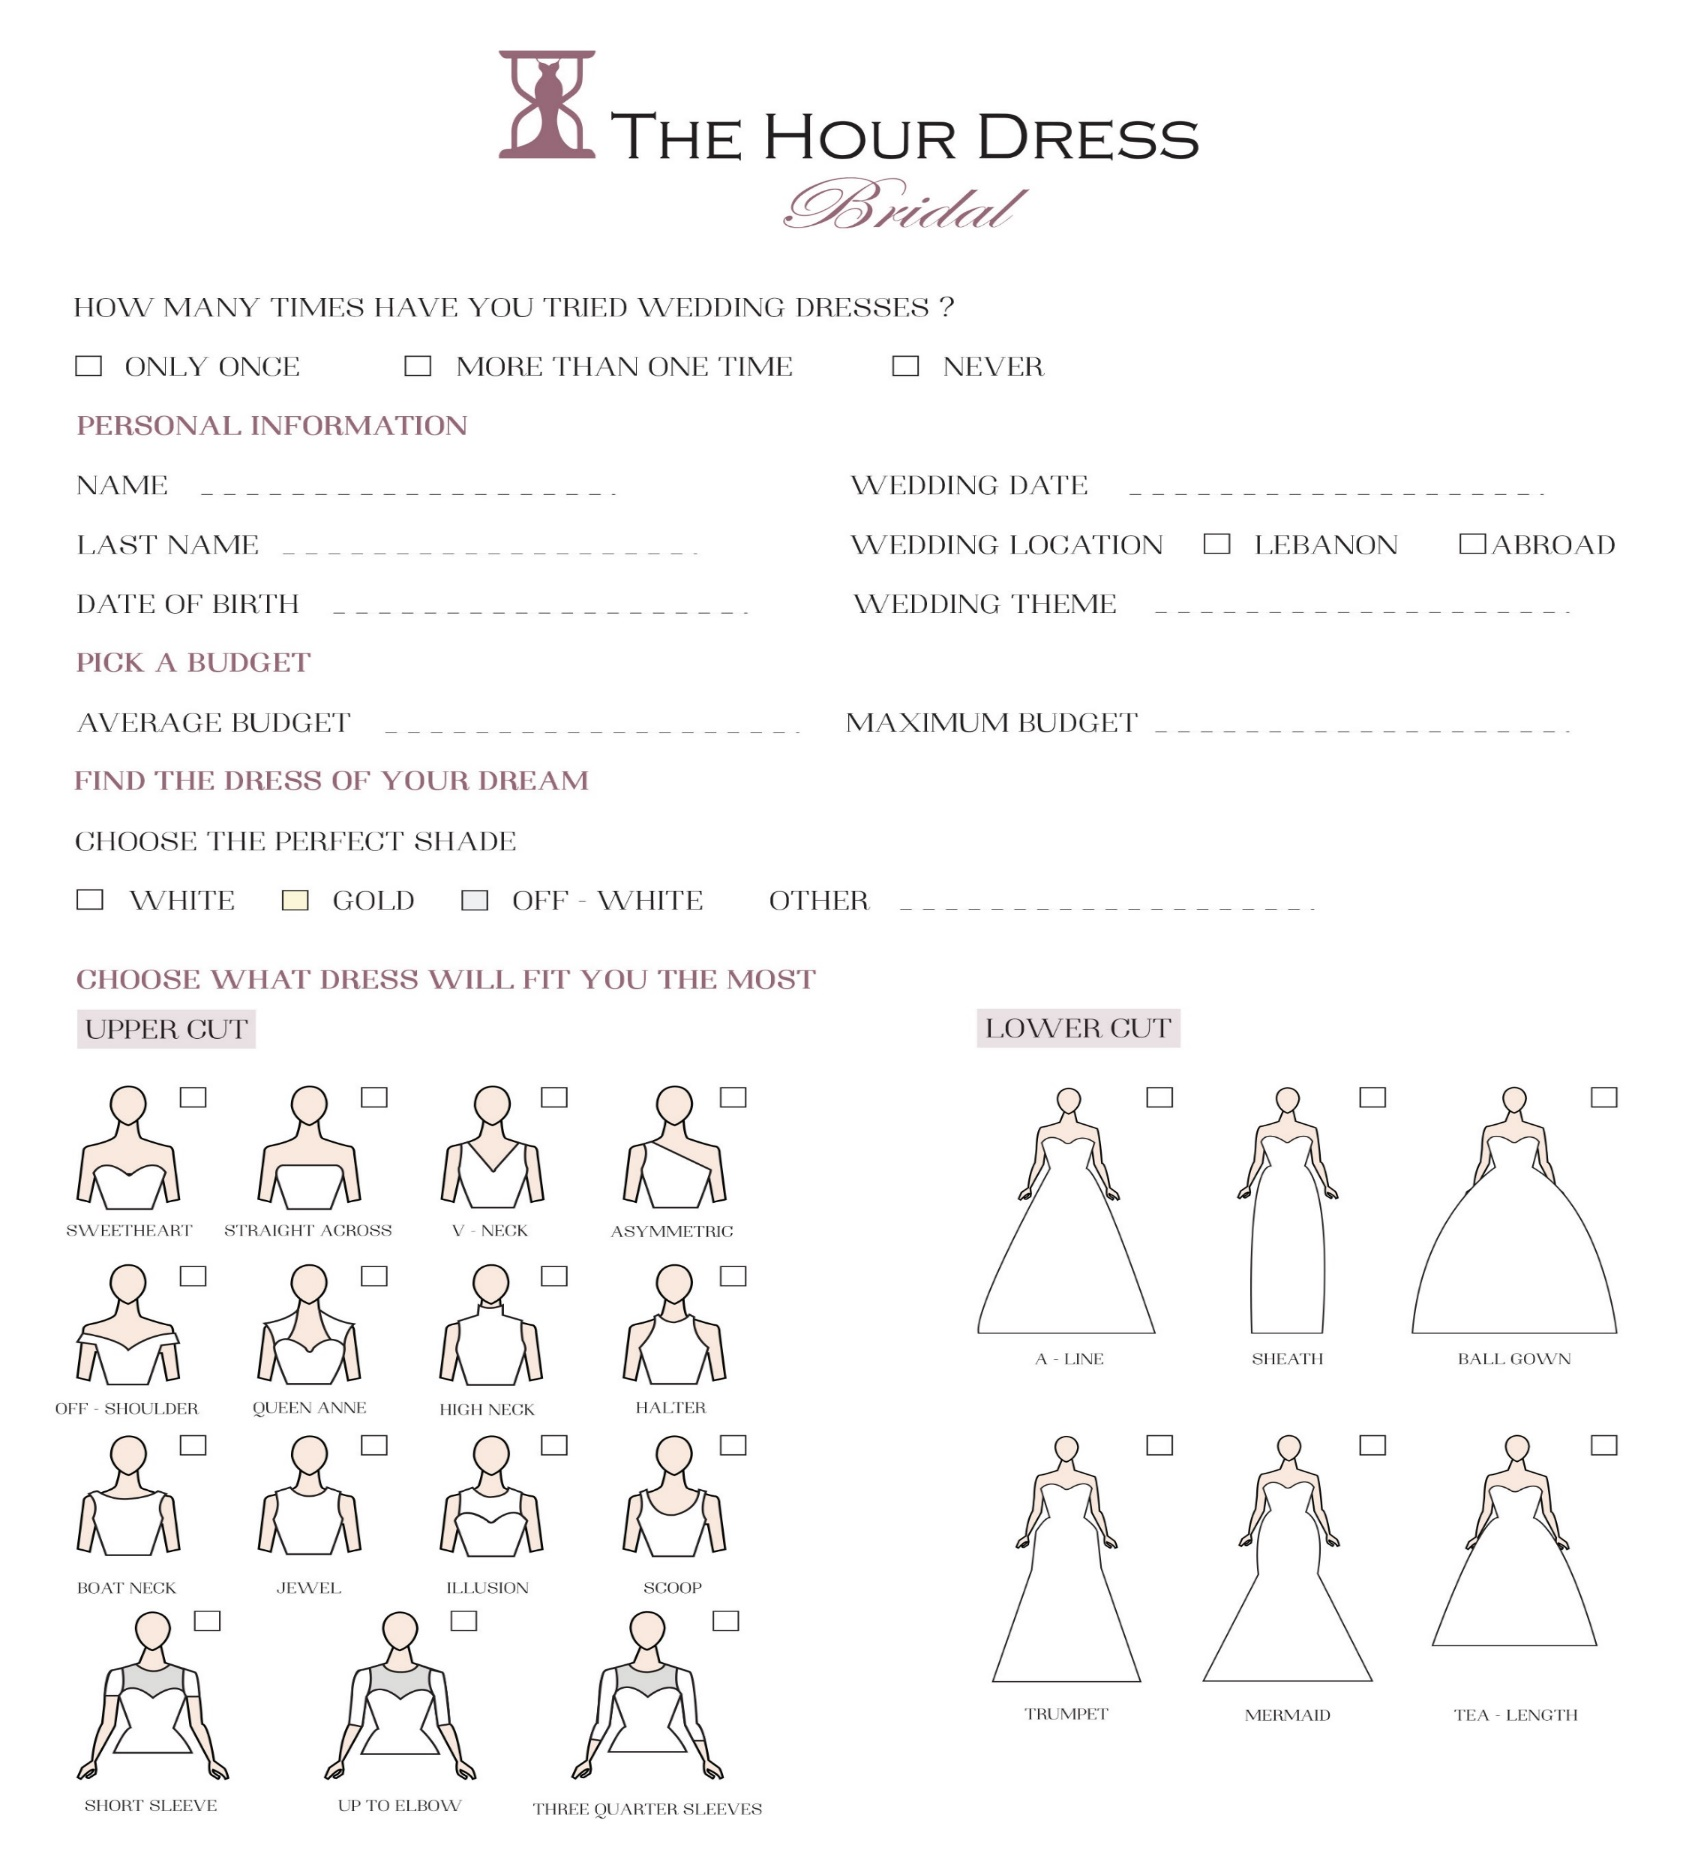 THE HOUR DRESS
Bridal
HOW MANY TIMES HAVE YOU TRIED WEDDING DRESSES ?
ONLY ONCE MORE THAN ONE TIME NEVER
PERSONAL INFORMATION
NAME WEDDING DATE
LAST NAME WEDDING LOCATION LEBANON ABROAD
DATE OF BIRTH WEDDING THEME
PICK A BUDGET
AVERAGE BUDGET MAXIMUM BUDGET
FIND THE DRESS OF YOUR DREAM
CHOOSE THE PERFECT SHADE
WHITE GOLD OFF - WHITE OTHER
CHOOSE WHAT DRESS WILL FIT YOU THE MOST
UPPER CUT
SWEETHEART STRAIGHT ACROSS V - NECK ASYMMETRIC
OFF - SHOULDER QUEEN ANNE HIGH NECK HALTER
BOAT NECK JEWEL ILLUSION SCOOP
SHORT SLEEVE UP TO ELBOW THREE QUARTER SLEEVES
LOWER CUT
A - LINE SHEATH BALL GOWN
TRUMPET MERMAID TEA - LENGTH